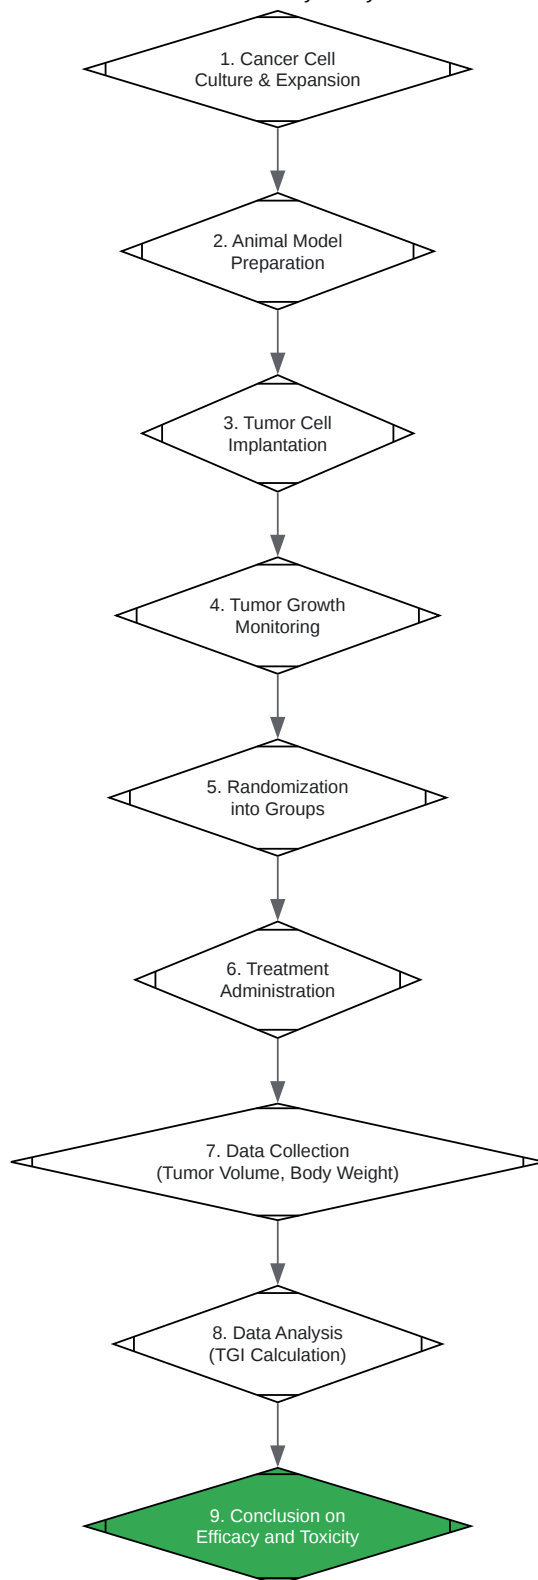 1. Cancer Cell
Culture & Expansion
2. Animal Model
Preparation
3. Tumor Cell
Implantation
4. Tumor Growth
Monitoring
5. Randomization
into Groups
6. Treatment
Administration
7. Data Collection
(Tumor Volume, Body Weight)
8. Data Analysis
(TGI Calculation)
9. Conclusion on
Efficacy and Toxicity